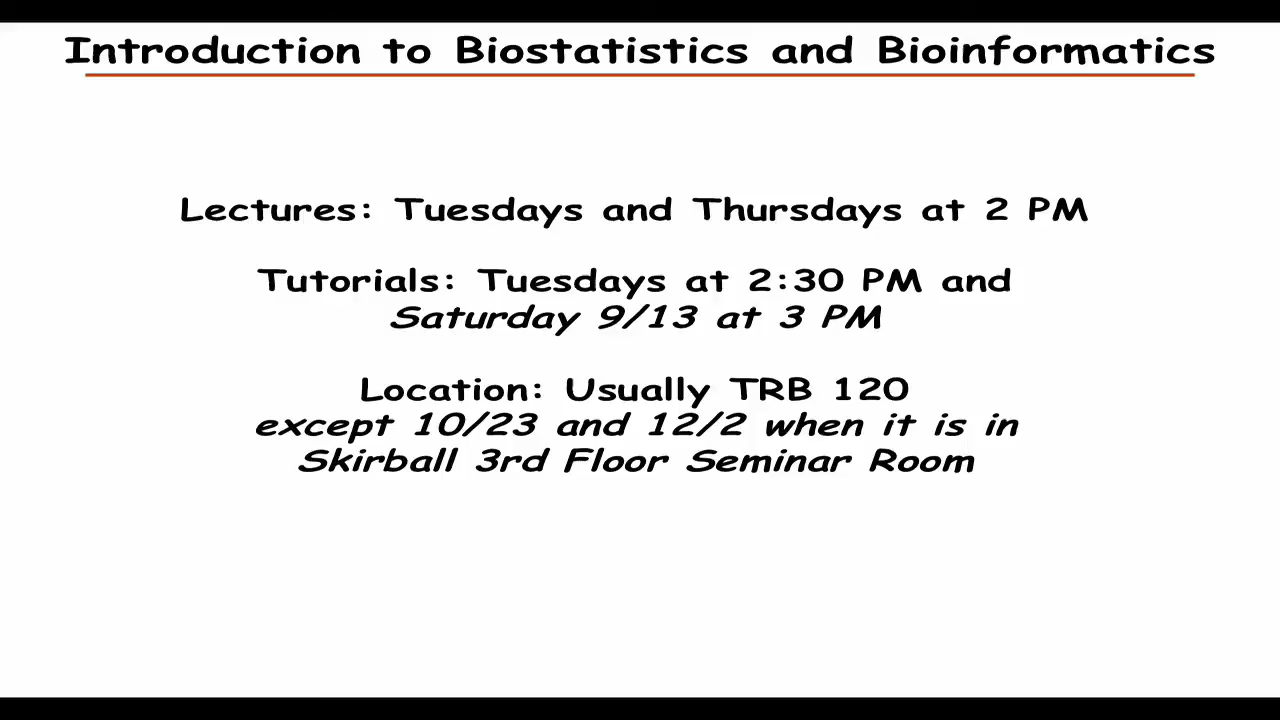 Introduction to Biostatistics and Bioinformatics
Lectures: Tuesdays and Thursdays at 2 PM
Tutorials: Tuesdays at 2:30 PM and
Saturday 9/13 at 3 PM
Location: Usually TRB 120
except 10/23 and 12/2 when it is in
Skirball 3rd Floor Seminar Room